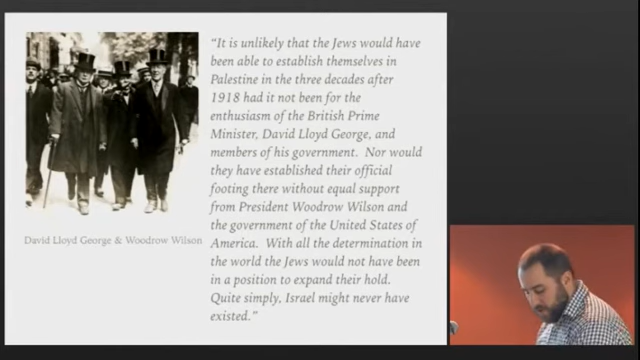 “It is unlikely that the Jews would have
been able to establish themselves in
Palestine in the three decades after
1918 had it not been for the
enthusiasm of the British Prime
Minister, David Lloyd George, and
members of his government.  Nor would
they have established their official
footing there without equal support
from President Woodrow Wilson and
the government of the United States of
America.  With all the determination in
the world the Jews would not have been
in a position to expand their hold.
Quite simply, Israel might never have
existed.”
David Lloyd George & Woodrow Wilson